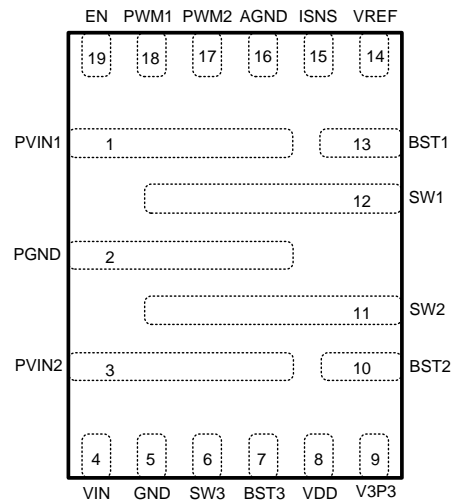 EN PWM1 PWM2 AGND ISNS VREF
19 18 17 16 15 14
PVIN1 1 13 BST1
12 SW1
PGND 2
11 SW2
PVIN2 3 10 BST2
4 5 6 7 8 9
VIN GND SW3 BST3 VDD V3P3